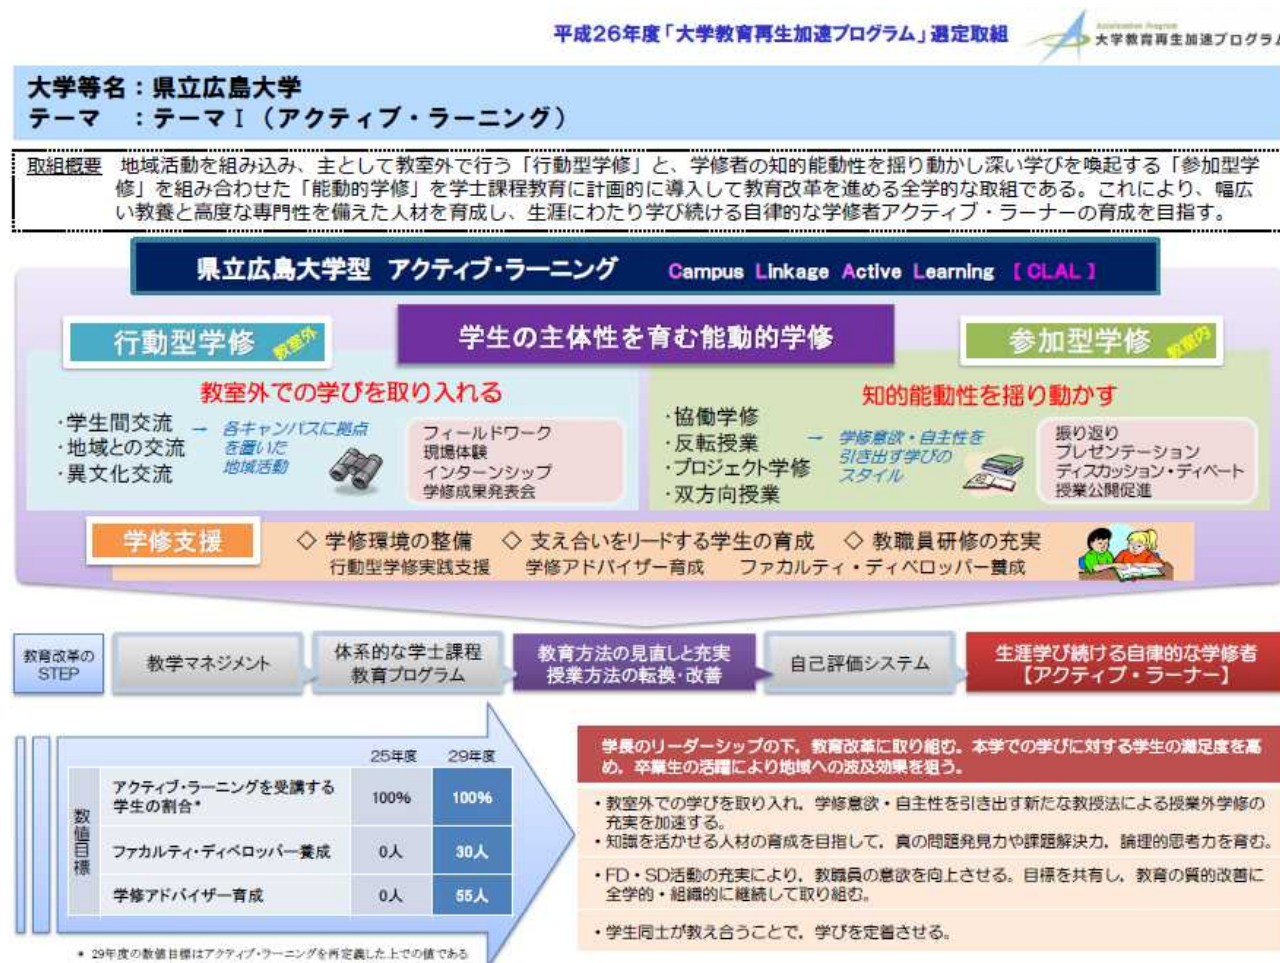 平成26年度「大学教育再生加速プログラム」選定取組
Acceleration Program
大学教育再生加速プログラム
大学等名：県立広島大学
テーマ　：テーマⅠ（アクティブ・ラーニング）
取組概要　地域活動を組み込み、主として教室外で行う「行動型学修」と、学修者の知的能動性を揺り動かし深い学びを喚起する「参加型学
修」を組み合わせた「能動的学修」を学士課程教育に計画的に導入して教育改革を進める全学的な取組である。これにより、幅広
い教養と高度な専門性を備えた人材を育成し、生涯にわたり学び続ける自律的な学修者アクティブ・ラーナーの育成を目指す。
県立広島大学型 アクティブ・ラーニング　Campus Linkage Active Learning【CLAL】
行動型学修 教室外
学生の主体性を育む能動的学修
参加型学修 教室内
教室外での学びを取り入れる
・学生間交流
・地域との交流
・異文化交流
→ 各キャンパスに拠点
を置いた
地域活動
フィールドワーク
現場体験
インターンシップ
学修成果発表会
知的能動性を揺り動かす
・協働学修
・反転授業
・プロジェクト学修
・双方向授業
→ 学修意欲・自主性を
引き出す学びの
スタイル
振り返り
プレゼンテーション
ディスカッション・ディベート
授業公開促進
学修支援
◇ 学修環境の整備　◇ 支え合いをリードする学生の育成　◇ 教職員研修の充実
行動型学修実践支援　学修アドバイザー育成　ファカルティ・ディベロッパー養成
教育改革の
STEP
教学マネジメント
体系的な学士課程
教育プログラム
教育方法の見直しと充実
授業方法の転換・改善
自己評価システム
生涯学び続ける自律的な学修者
【アクティブ・ラーナー】
数値目標
25年度　29年度
アクティブ・ラーニングを受講する
学生の割合*　100%　100%
ファカルティ・ディベロッパー養成　0人　30人
学修アドバイザー育成　0人　55人
* 29年度の数値目標はアクティブ・ラーニングを再定義した上での値である
学長のリーダーシップの下，教育改革に取り組む。本学での学びに対する学生の満足度を高
め，卒業生の活躍により地域への波及効果を狙う。
・教室外での学びを取り入れ，学修意欲・自主性を引き出す新たな教授法による授業外学修の
充実を加速する。
・知識を活かせる人材の育成を目指して，真の問題発見力や課題解決力，論理的思考力を育む。
・FD・SD活動の充実により，教職員の意欲を向上させる。目標を共有し，教育の質的改善に
全学的・組織的に継続して取り組む。
・学生同士が教え合うことで，学びを定着させる。